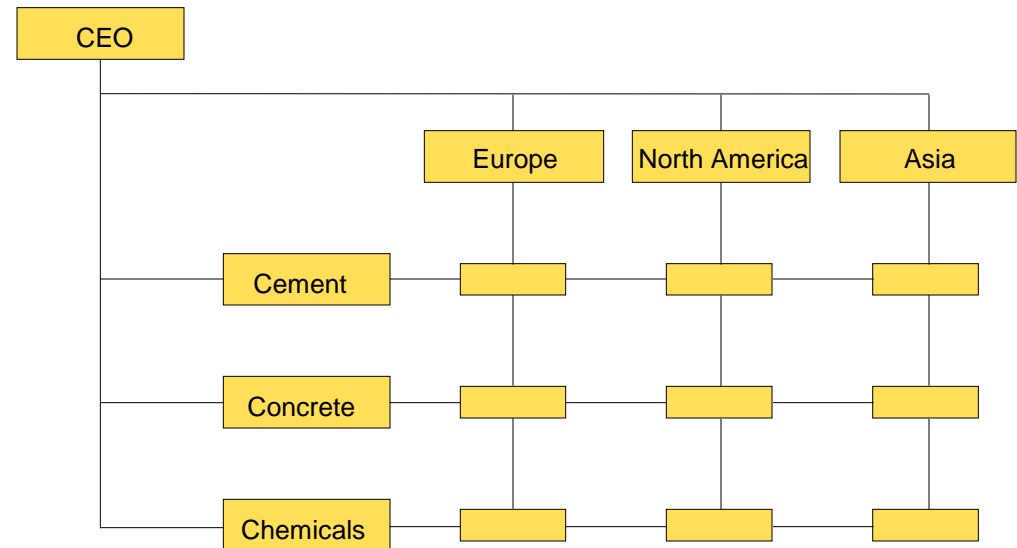 CEO
Europe
North America
Asia
Cement
Concrete
Chemicals